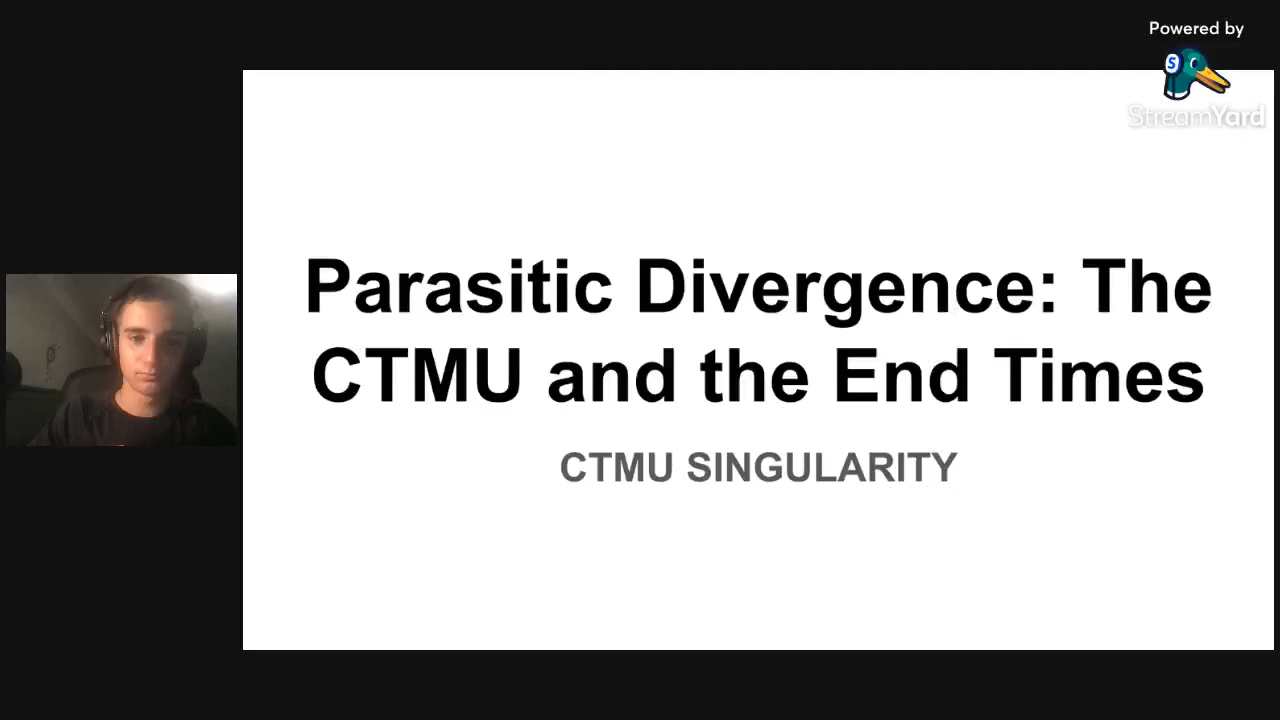 Powered by
S
StreamYard
Parasitic Divergence: The
CTMU and the End Times
CTMU SINGULARITY